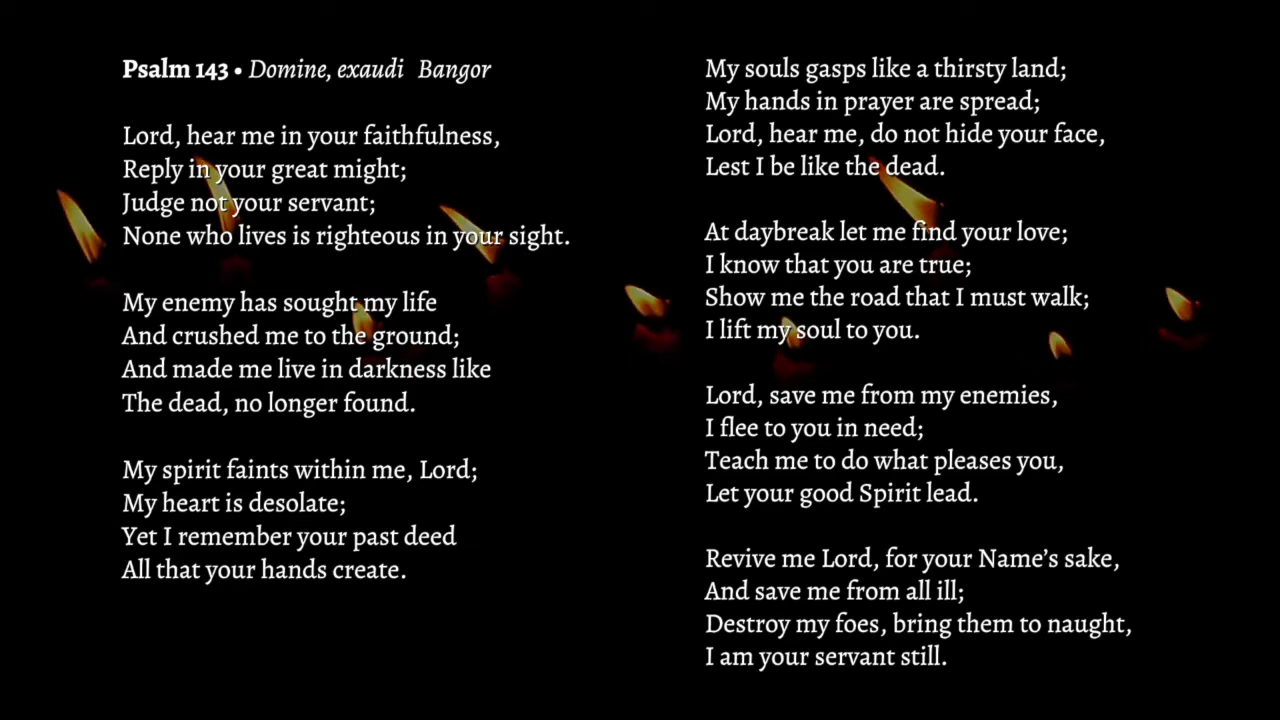 Psalm 143 • Domine, exaudi Bangor
Lord, hear me in your faithfulness,
Reply in your great might;
Judge not your servant;
None who lives is righteous in your sight.
My enemy has sought my life
And crushed me to the ground;
And made me live in darkness like
The dead, no longer found.
My spirit faints within me, Lord;
My heart is desolate;
Yet I remember your past deed
All that your hands create.
My souls gasps like a thirsty land;
My hands in prayer are spread;
Lord, hear me, do not hide your face,
Lest I be like the dead.
At daybreak let me find your love;
I know that you are true;
Show me the road that I must walk;
I lift my soul to you.
Lord, save me from my enemies,
I flee to you in need;
Teach me to do what pleases you,
Let your good Spirit lead.
Revive me Lord, for your Name’s sake,
And save me from all ill;
Destroy my foes, bring them to naught,
I am your servant still.